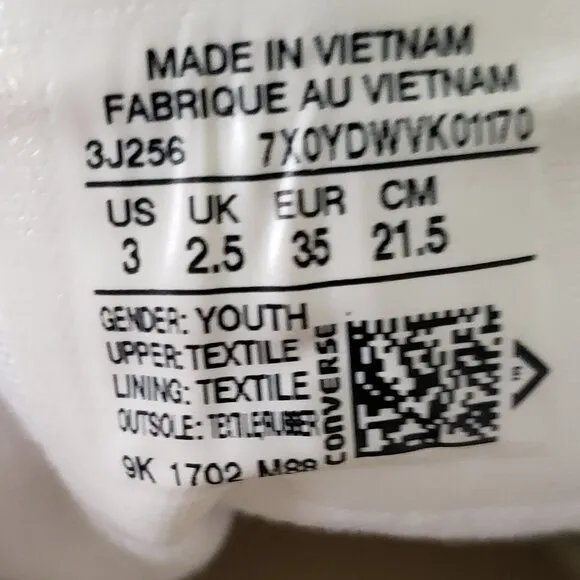 MADE IN VIETNAM
FABRIQUE AU VIETNAM
3J256 7X0YDWVK01170
US UK EUR CM
3 2.5 35 21.5
GENDER: YOUTH
UPPER: TEXTILE
LINING: TEXTILE
OUTSOLE: TEXTILE/RUBBER
9K 1702 M88
CONVERSE